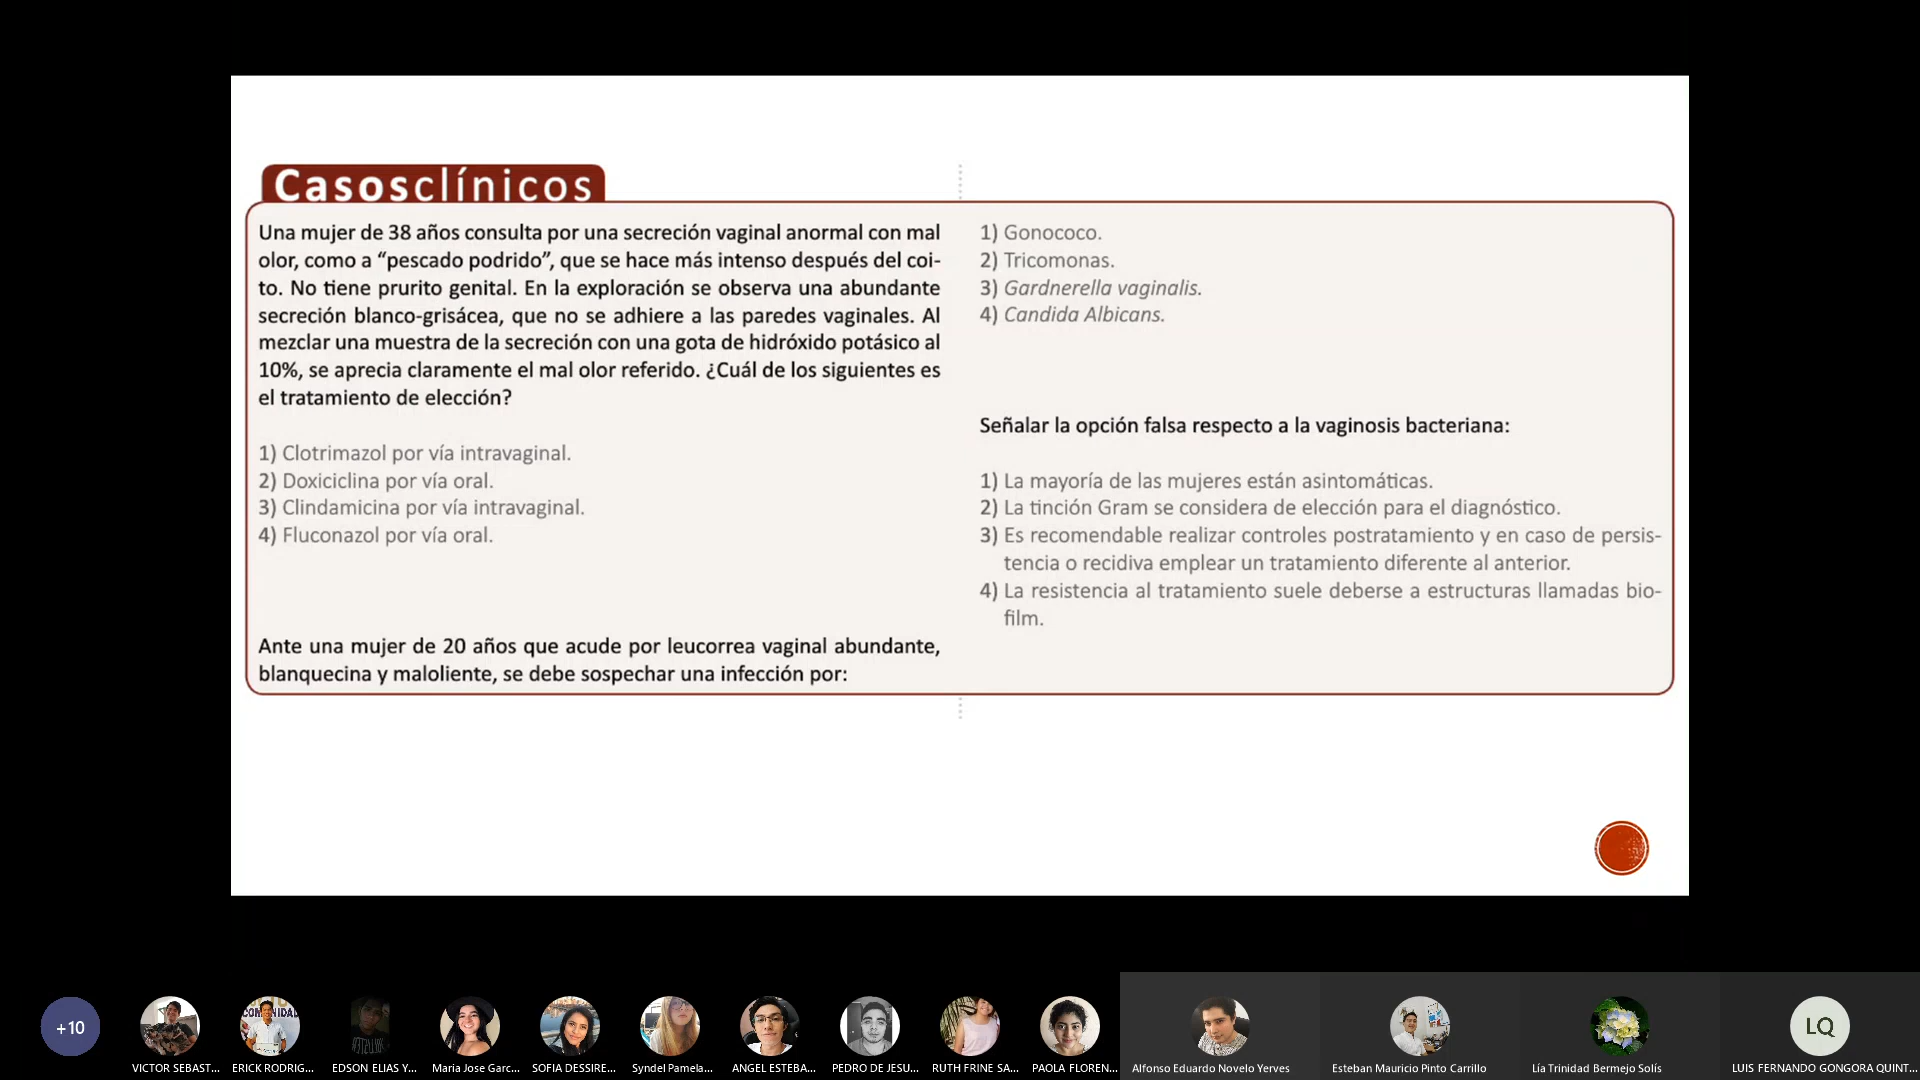 Casosclínicos
Una mujer de 38 años consulta por una secreción vaginal anormal con mal
olor, como a “pescado podrido”, que se hace más intenso después del coi-
to. No tiene prurito genital. En la exploración se observa una abundante
secreción blanco-grisácea, que no se adhiere a las paredes vaginales. Al
mezclar una muestra de la secreción con una gota de hidróxido potásico al
10%, se aprecia claramente el mal olor referido. ¿Cuál de los siguientes es
el tratamiento de elección?
1) Clotrimazol por vía intravaginal.
2) Doxiciclina por vía oral.
3) Clindamicina por vía intravaginal.
4) Fluconazol por vía oral.
Ante una mujer de 20 años que acude por leucorrea vaginal abundante,
blanquecina y maloliente, se debe sospechar una infección por:
1) Gonococo.
2) Tricomonas.
3) Gardnerella vaginalis.
4) Candida Albicans.
Señalar la opción falsa respecto a la vaginosis bacteriana:
1) La mayoría de las mujeres están asintomáticas.
2) La tinción Gram se considera de elección para el diagnóstico.
3) Es recomendable realizar controles postratamiento y en caso de persis-
tencia o recidiva emplear un tratamiento diferente al anterior.
4) La resistencia al tratamiento suele deberse a estructuras llamadas bio-
film.
+10
VICTOR SEBAST...
ERICK RODRIG...
EDSON ELIAS Y...
Maria Jose Garc...
SOFIA DESSIRE...
Syndel Pamela...
ANGEL ESTEBA...
PEDRO DE JESU...
RUTH FRINE SA...
PAOLA FLOREN...
Alfonso Eduardo Novelo Yerves
Esteban Mauricio Pinto Carrillo
Lía Trinidad Bermejo Solís
LQ
LUIS FERNANDO GONGORA QUINT...